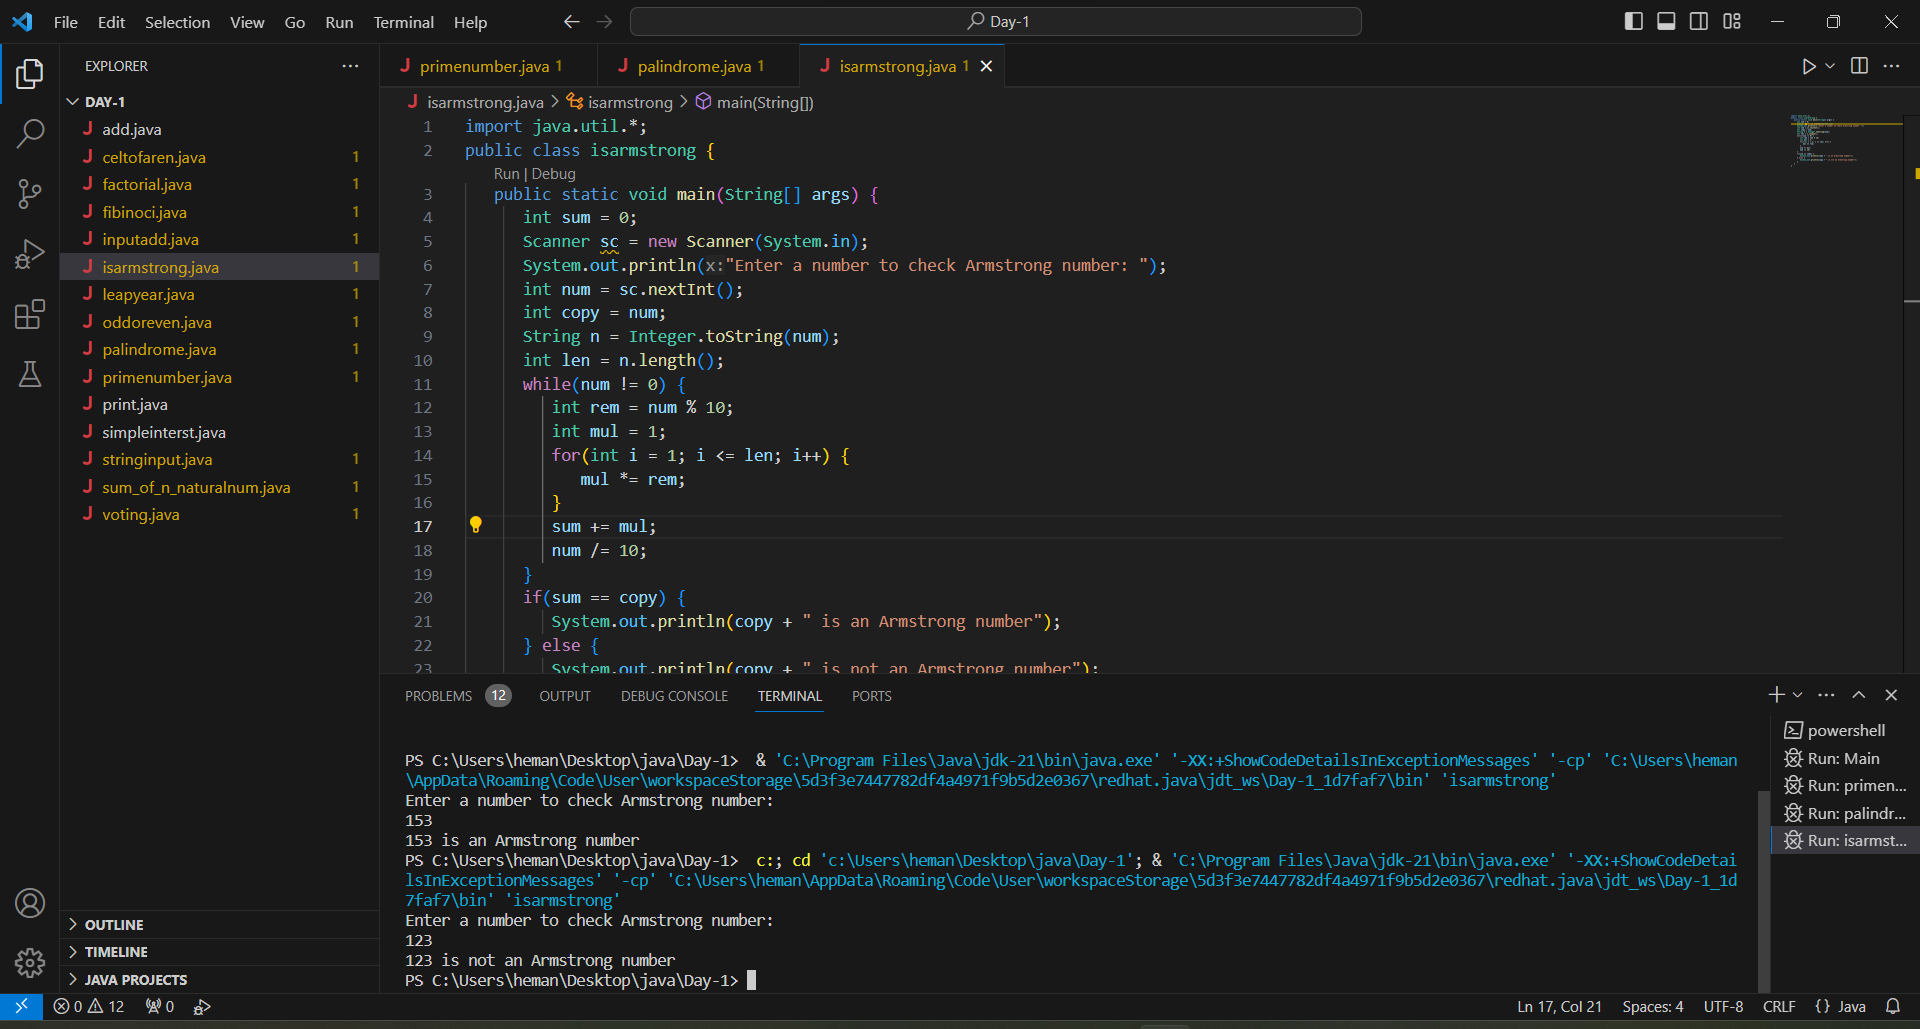 File Edit Selection View Go Run Terminal Help
Day-1
EXPLORER
DAY-1
add.java
celtofaren.java 1
factorial.java 1
fibinoci.java 1
inputadd.java 1
isarmstrong.java 1
leapyear.java 1
oddoreven.java 1
palindrome.java 1
primenumber.java 1
print.java
simpleinterst.java
stringinput.java 1
sum_of_n_naturalnum.java 1
voting.java 1
OUTLINE
TIMELINE
JAVA PROJECTS
primenumber.java 1 palindrome.java 1 isarmstrong.java 1
isarmstrong.java > isarmstrong > main(String[])
1 import java.util.*;
2 public class isarmstrong {
Run | Debug
3 public static void main(String[] args) {
4 int sum = 0;
5 Scanner sc = new Scanner(System.in);
6 System.out.println(x:"Enter a number to check Armstrong number: ");
7 int num = sc.nextInt();
8 int copy = num;
9 String n = Integer.toString(num);
10 int len = n.length();
11 while(num != 0) {
12 int rem = num % 10;
13 int mul = 1;
14 for(int i = 1; i <= len; i++) {
15 mul *= rem;
16 }
17 sum += mul;
18 num /= 10;
19 }
20 if(sum == copy) {
21 System.out.println(copy + " is an Armstrong number");
22 } else {
23 System.out.println(copy + " is not an Armstrong number");
PROBLEMS 12 OUTPUT DEBUG CONSOLE TERMINAL PORTS
PS C:\Users\heman\Desktop\java\Day-1> & 'C:\Program Files\Java\jdk-21\bin\java.exe' '-XX:+ShowCodeDetailsInExceptionMessages' '-cp' 'C:\Users\heman
\AppData\Roaming\Code\User\workspaceStorage\5d3f3e7447782df4a4971f9b5d2e0367\redhat.java\jdt_ws\Day-1_1d7faf7\bin' 'isarmstrong'
Enter a number to check Armstrong number:
153
153 is an Armstrong number
PS C:\Users\heman\Desktop\java\Day-1> c:; cd 'c:\Users\heman\Desktop\java\Day-1'; & 'C:\Program Files\Java\jdk-21\bin\java.exe' '-XX:+ShowCodeDetai
lsInExceptionMessages' '-cp' 'C:\Users\heman\AppData\Roaming\Code\User\workspaceStorage\5d3f3e7447782df4a4971f9b5d2e0367\redhat.java\jdt_ws\Day-1_1d
7faf7\bin' 'isarmstrong'
Enter a number to check Armstrong number:
123
123 is not an Armstrong number
PS C:\Users\heman\Desktop\java\Day-1>
powershell
Run: Main
Run: primen...
Run: palindr...
Run: isarmst...
0 12 0 Ln 17, Col 21 Spaces: 4 UTF-8 CRLF {} Java